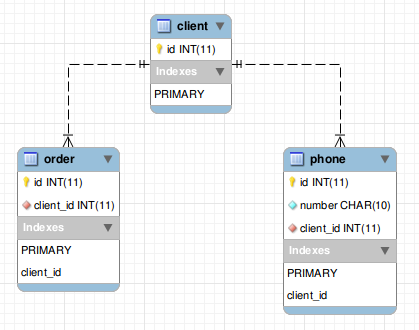 client
id INT(11)
Indexes
PRIMARY
order
id INT(11)
client_id INT(11)
Indexes
PRIMARY
client_id
phone
id INT(11)
number CHAR(10)
client_id INT(11)
Indexes
PRIMARY
client_id